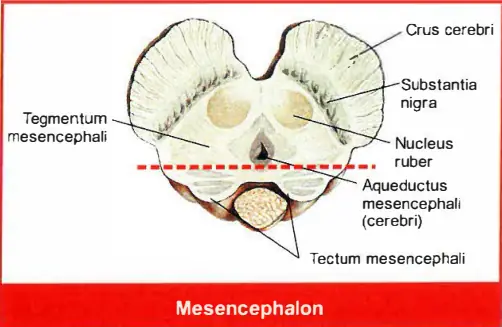 Crus cerebri
Substantia
nigra
Tegmentum
mesencephali
Nucleus
ruber
Aqueductus
mesencephali
(cerebri)
Tectum mesencephali
Mesencephalon